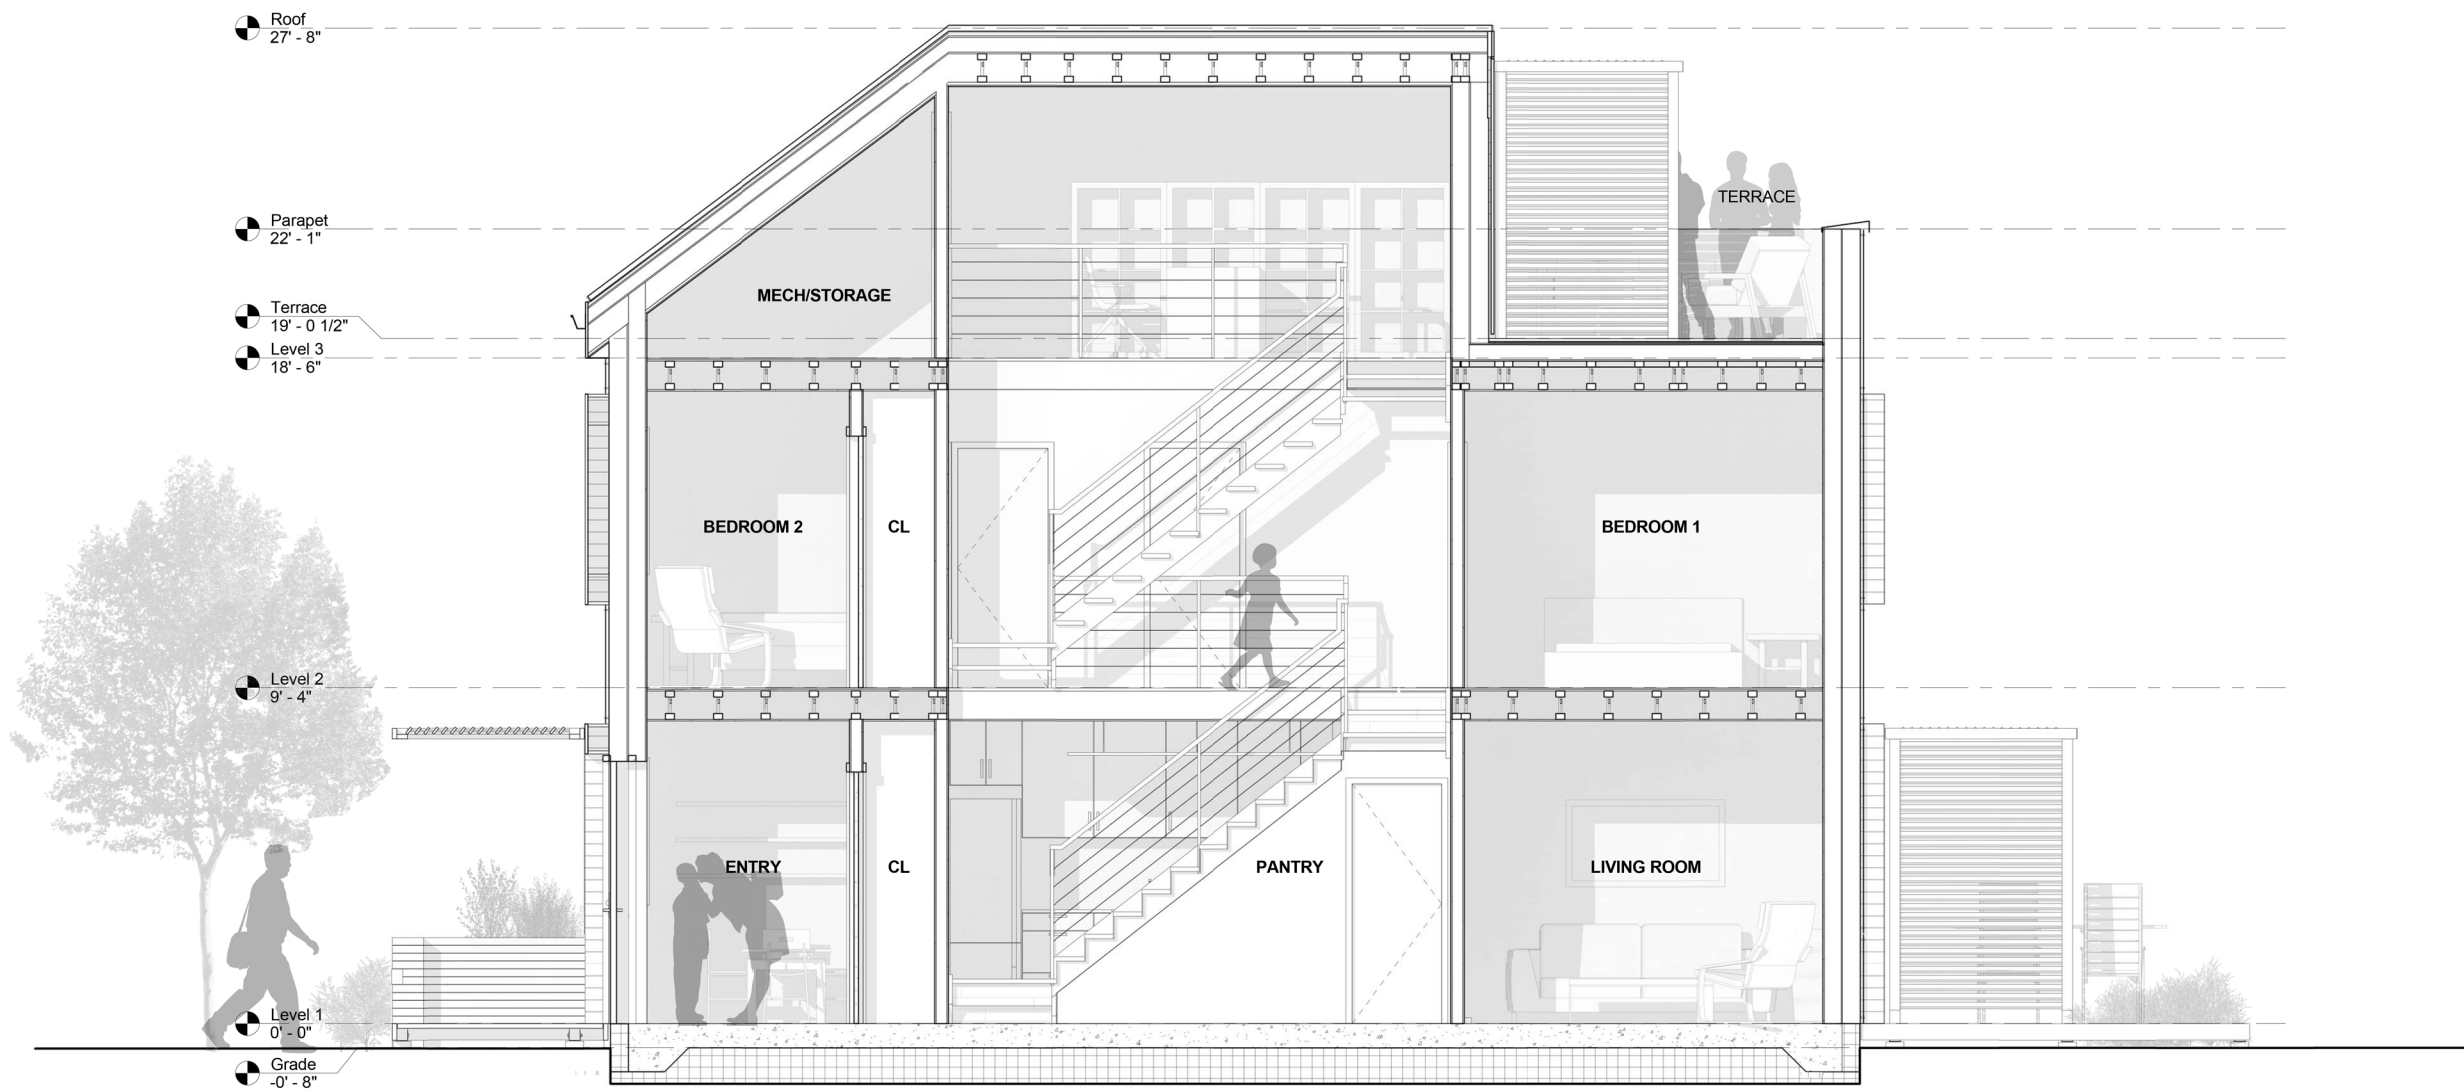 Roof
27' - 8"
Parapet
22' - 1"
Terrace
19' - 0 1/2"
Level 3
18' - 6"
Level 2
9' - 4"
Level 1
0' - 0"
Grade
-0' - 8"
TERRACE
MECH/STORAGE
BEDROOM 2
CL
BEDROOM 1
ENTRY
CL
PANTRY
LIVING ROOM